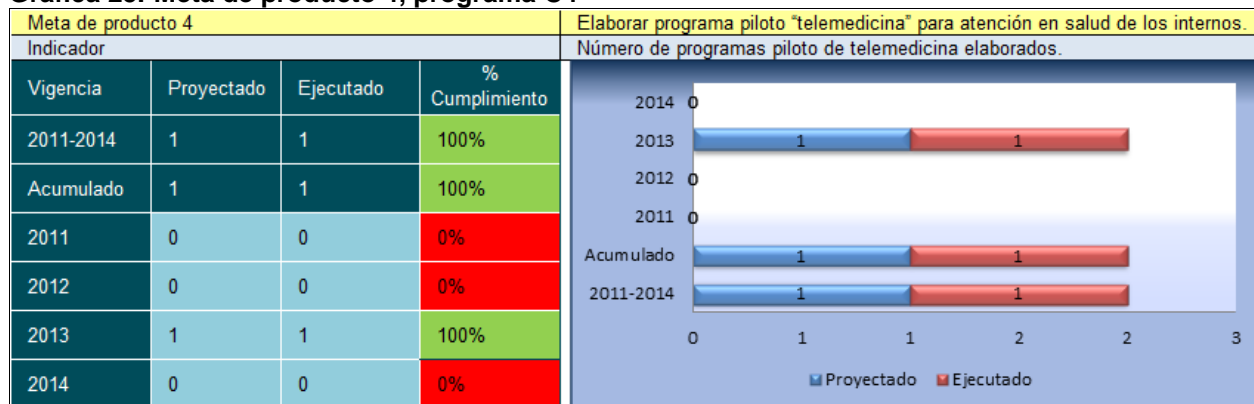 Meta de producto 4 Elaborar programa piloto “telemedicina” para atención en salud de los internos.
Indicador Número de programas piloto de telemedicina elaborados.
Vigencia Proyectado Ejecutado % Cumplimiento
2011-2014 1 1 100%
Acumulado 1 1 100%
2011 0 0 0%
2012 0 0 0%
2013 1 1 100%
2014 0 0 0%
2014 0
2013 1 1
2012 0
2011 0
Acumulado 1 1
2011-2014 1 1
0 1 1 2 2 3
Proyectado Ejecutado